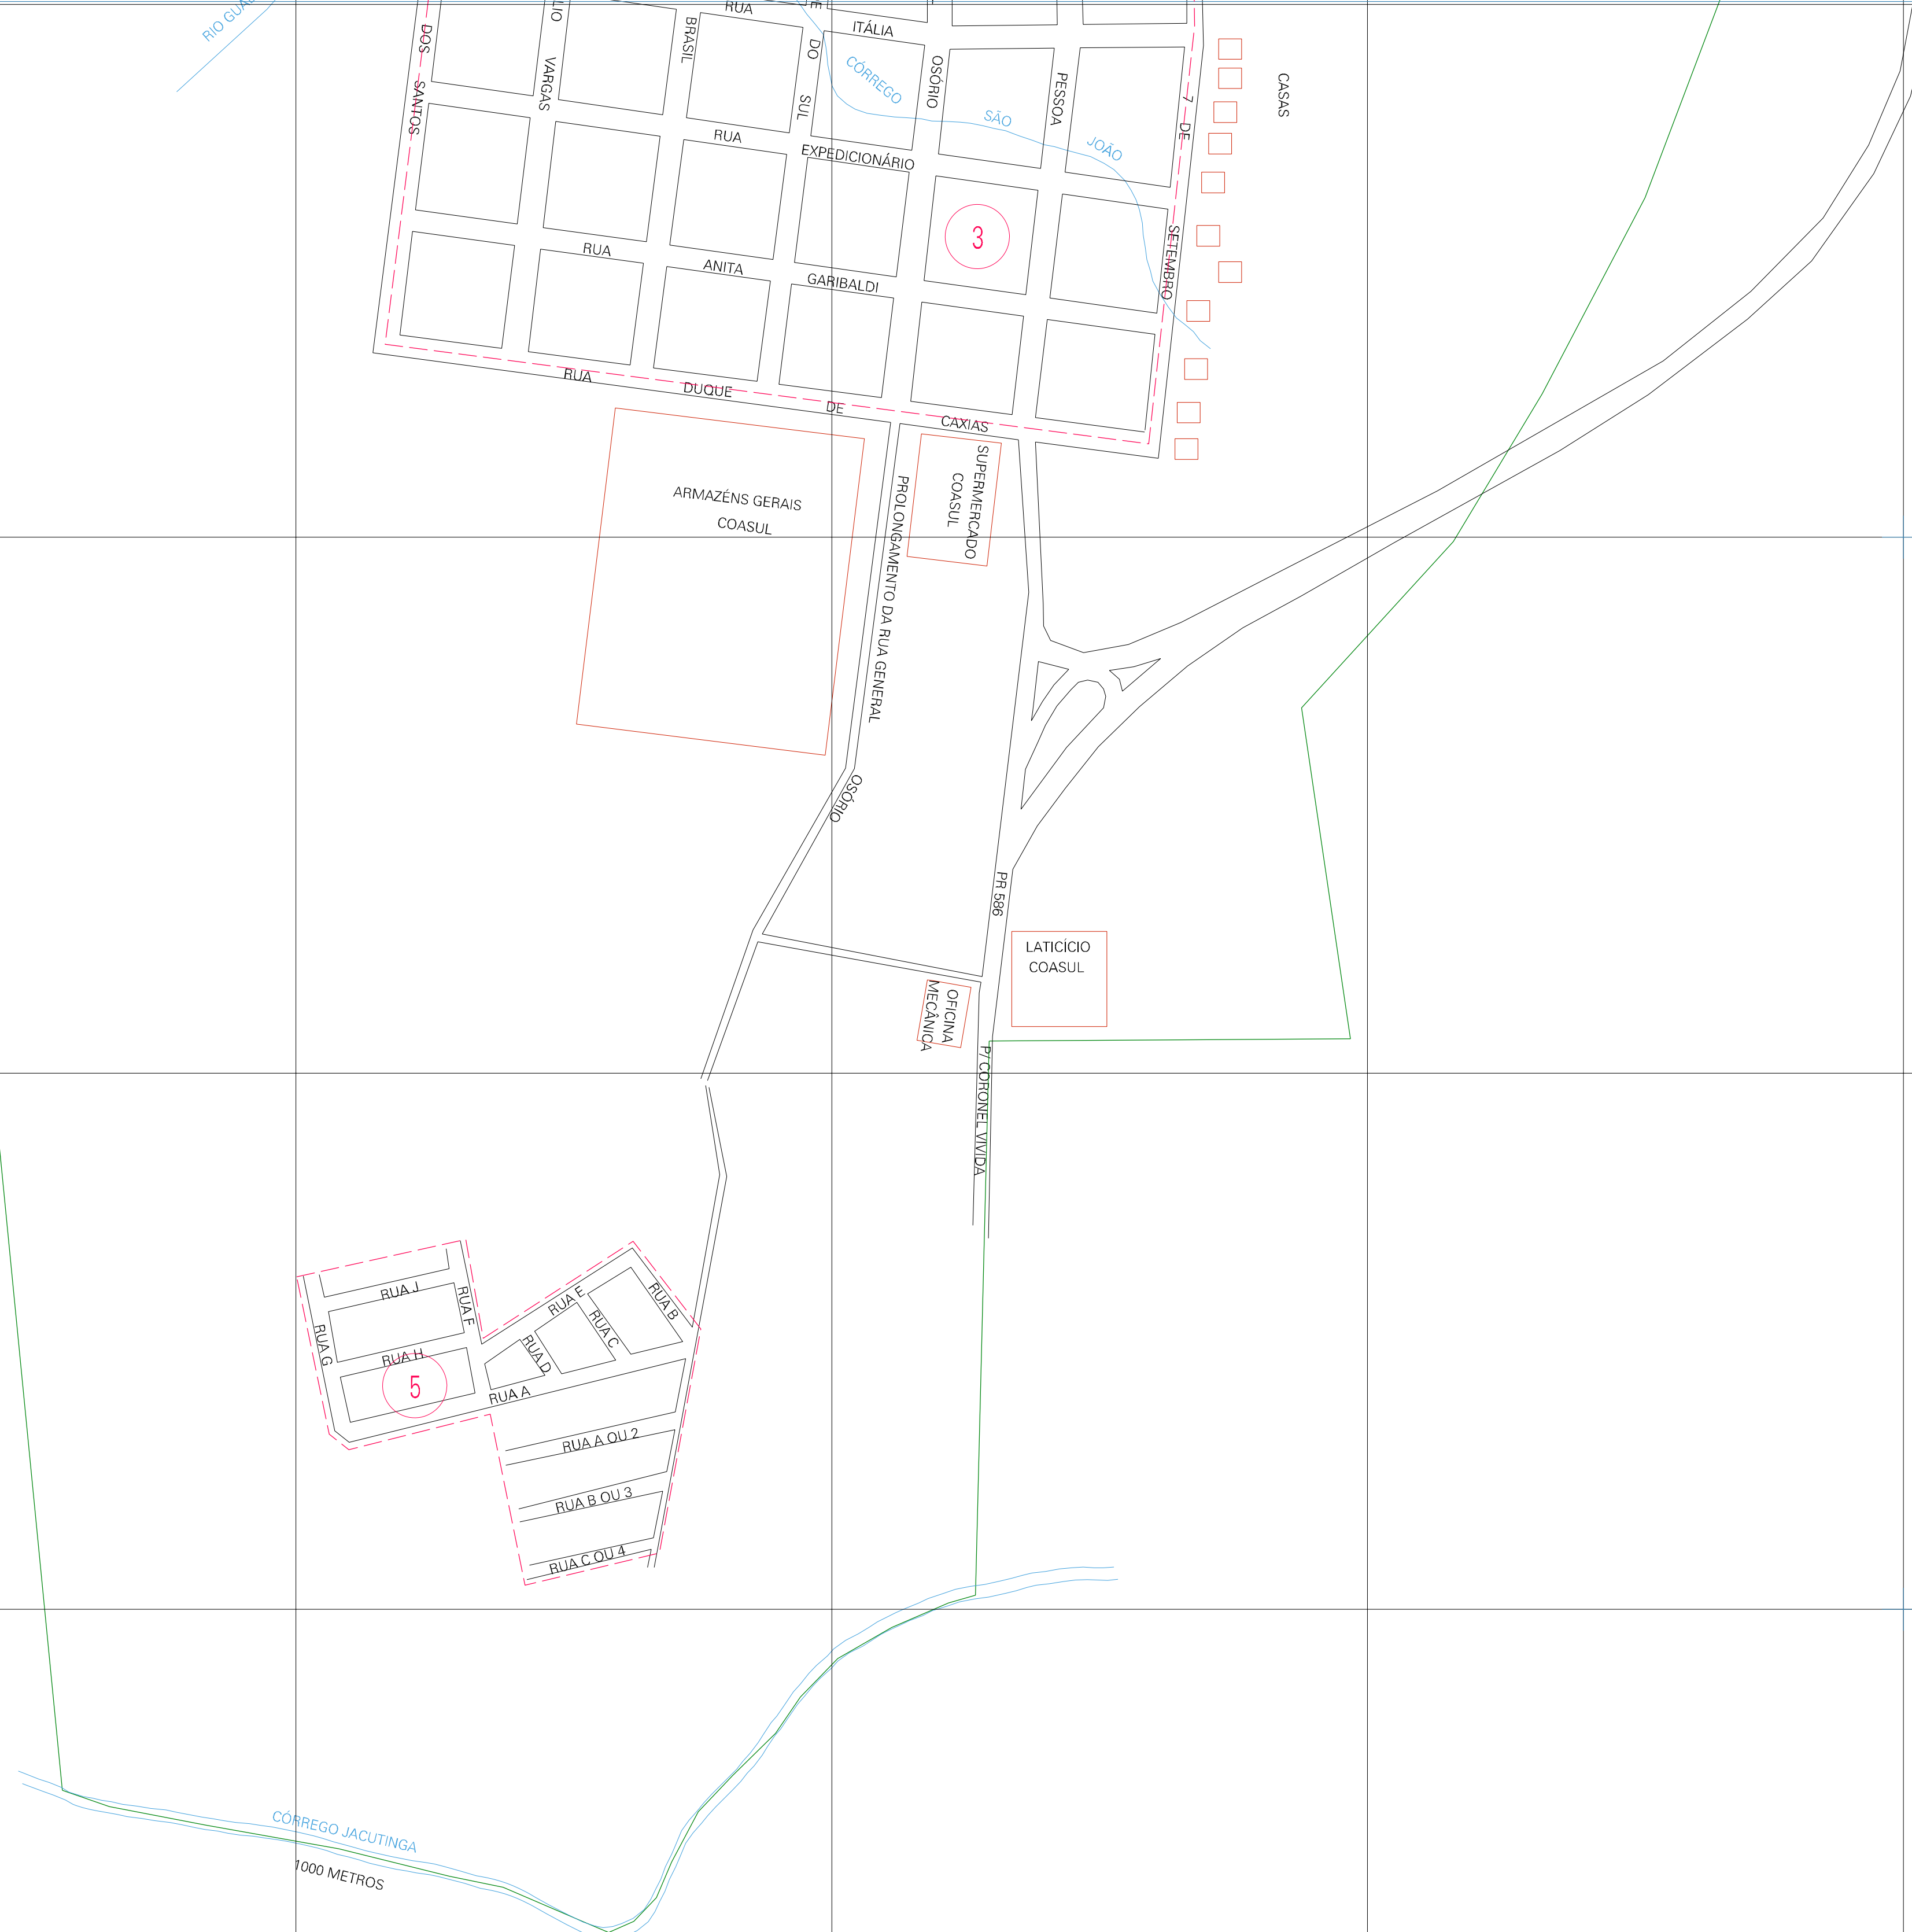 RIO
DOS
SANTOS
VARGAS
BRASIL
RUA
ITÁLIA
DO
SUL
CÓRREGO
SÃO
JOÃO
OSÓRIO
PESSOA
7 DE
SETEMBRO
CASAS
RUA
EXPEDICIONÁRIO
3
RUA
ANITA
GARIBALDI
RUA
DUQUE
DE
CAXIAS
ARMAZÉNS GERAIS
COASUL
SUPERMERCADO
COASUL
PROLONGAMENTO DA RUA GENERAL
OSÓRIO
PR 586
LATICÍCIO
COASUL
OFICINA
MECÂNICA
P/ CORONEL VIVIDA
RUA J
RUA F
RUA G
RUA H
5
RUA E
RUA B
RUA C
RUA D
RUA A
RUA A OU 2
RUA B OU 3
RUA C OU 4
CÓRREGO JACUTINGA
1000 METROS